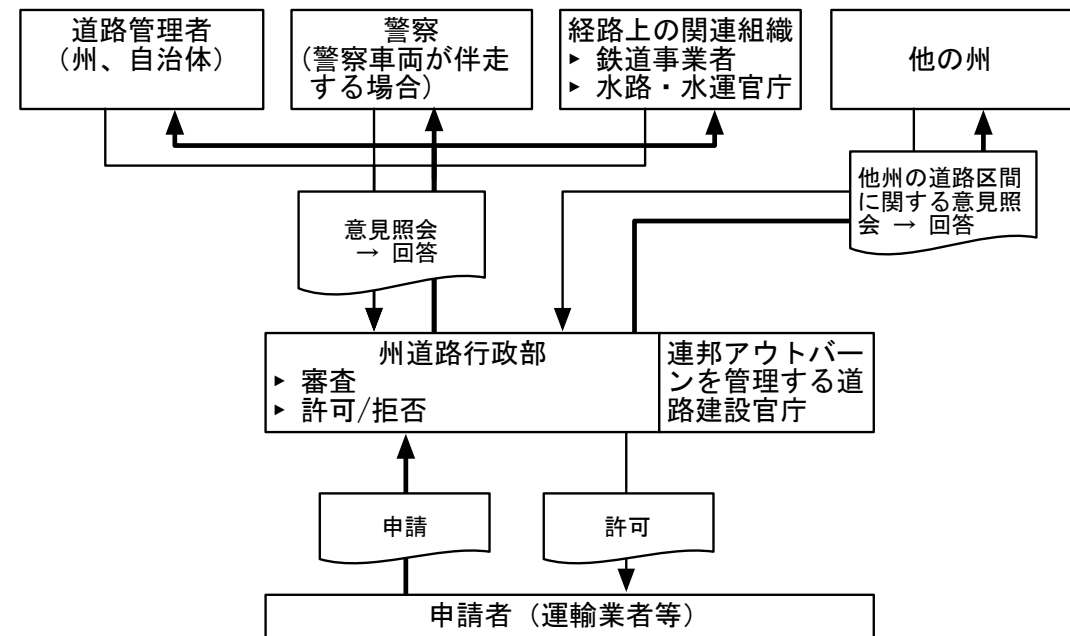 道路管理者
(州、自治体)
警察
(警察車両が伴走
する場合)
経路上の関連組織
▸ 鉄道事業者
▸ 水路・水運官庁
他の州
他州の道路区間
に関する意見照
会 → 回答
意見照会
→ 回答
州道路行政部
▸ 審査
▸ 許可/拒否
連邦アウトバー
ンを管理する道
路建設官庁
申請
許可
申請者(運輸業者等)